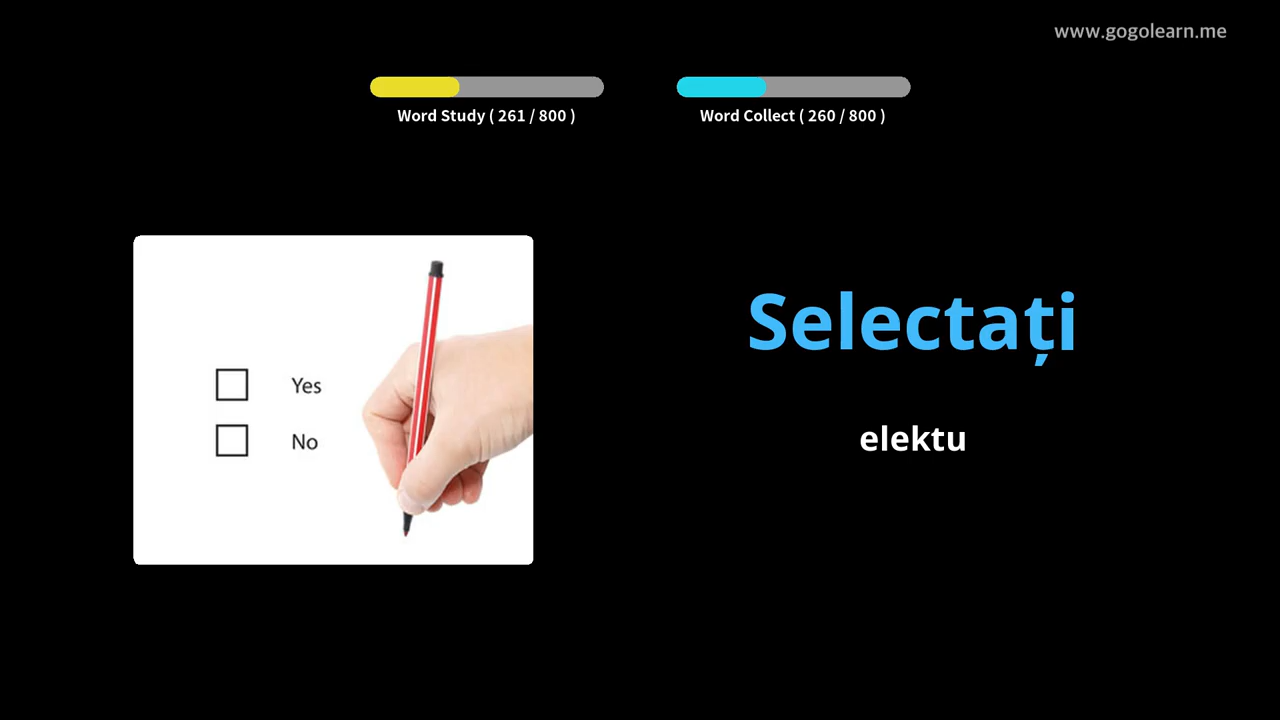 www.gogolearn.me
Word Study ( 261 / 800 )
Word Collect ( 260 / 800 )
Selectați
elektu
Yes
No